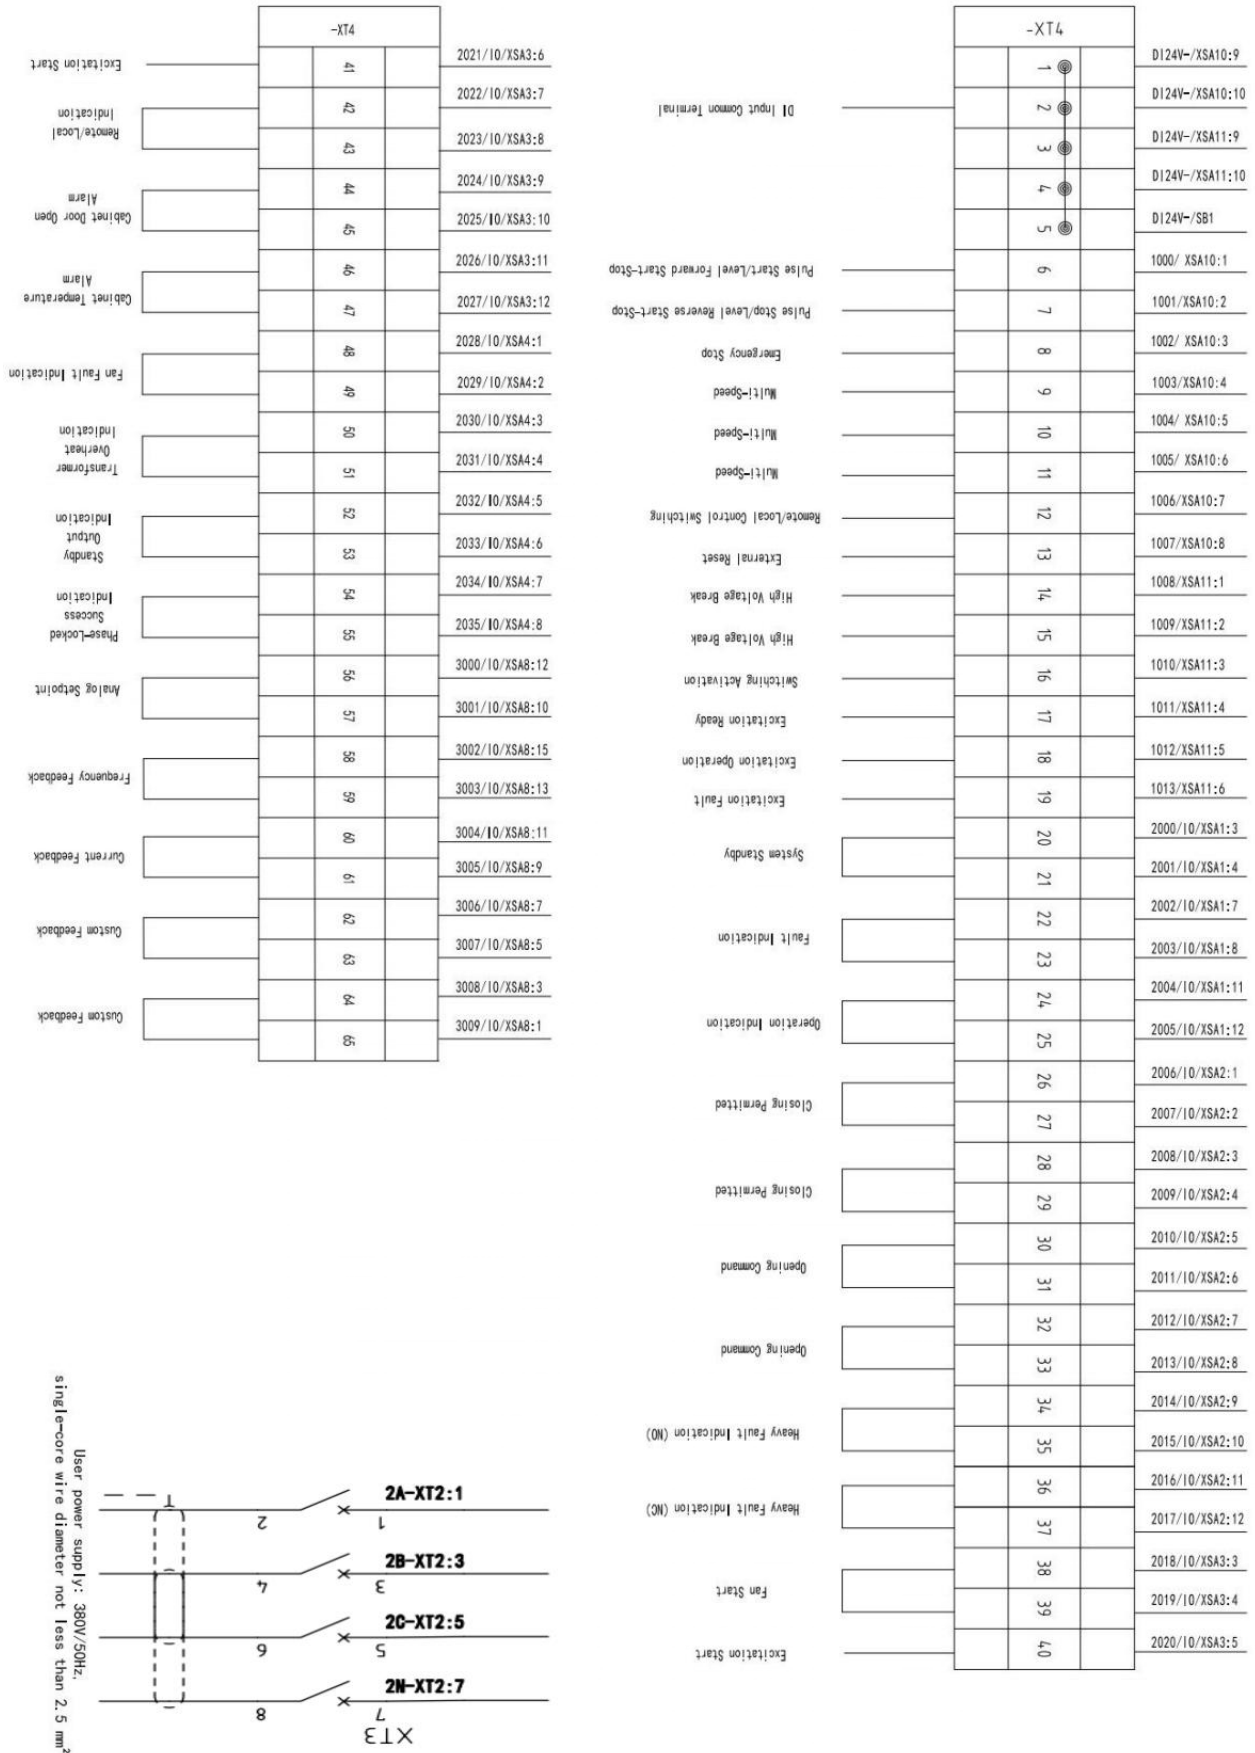 -XT4
Excitation Start
41
2021/IO/XSA3:6
Remote/Local
Indication
42
2022/IO/XSA3:7
43
2023/IO/XSA3:8
Cabinet Door Open
Alarm
44
2024/IO/XSA3:9
45
2025/IO/XSA3:10
Cabinet Temperature
Alarm
46
2026/IO/XSA3:11
47
2027/IO/XSA3:12
Fan Fault Indication
48
2028/IO/XSA4:1
49
2029/IO/XSA4:2
Transformer
Overheat
Indication
50
2030/IO/XSA4:3
51
2031/IO/XSA4:4
Standby
Output
Indication
52
2032/IO/XSA4:5
53
2033/IO/XSA4:6
Phase-Locked
Success
Indication
54
2034/IO/XSA4:7
55
2035/IO/XSA4:8
Analog Setpoint
56
3000/IO/XSA8:12
57
3001/IO/XSA8:10
Frequency Feedback
58
3002/IO/XSA8:15
59
3003/IO/XSA8:13
Current Feedback
60
3004/IO/XSA8:11
61
3005/IO/XSA8:9
Custom Feedback
62
3006/IO/XSA8:7
63
3007/IO/XSA8:5
Custom Feedback
64
3008/IO/XSA8:3
65
3009/IO/XSA8:1
-XT4
1
DI24V-/XSA10:9
DI Input Common Terminal
2
DI24V-/XSA10:10
3
DI24V-/XSA11:9
4
DI24V-/XSA11:10
5
DI24V-/SB1
Pulse Start/Level Forward Start-Stop
6
1000/ XSA10:1
Pulse Stop/Level Reverse Start-Stop
7
1001/XSA10:2
Emergency Stop
8
1002/ XSA10:3
Multi-Speed
9
1003/XSA10:4
Multi-Speed
10
1004/ XSA10:5
Multi-Speed
11
1005/ XSA10:6
Remote/Local Control Switching
12
1006/XSA10:7
External Reset
13
1007/XSA10:8
High Voltage Break
14
1008/XSA11:1
High Voltage Break
15
1009/XSA11:2
Switching Activation
16
1010/XSA11:3
Excitation Ready
17
1011/XSA11:4
Excitation Operation
18
1012/XSA11:5
Excitation Fault
19
1013/XSA11:6
System Standby
20
2000/IO/XSA1:3
21
2001/IO/XSA1:4
Fault Indication
22
2002/IO/XSA1:7
23
2003/IO/XSA1:8
Operation Indication
24
2004/IO/XSA1:11
25
2005/IO/XSA1:12
Closing Permitted
26
2006/IO/XSA2:1
27
2007/IO/XSA2:2
Closing Permitted
28
2008/IO/XSA2:3
29
2009/IO/XSA2:4
Opening Command
30
2010/IO/XSA2:5
31
2011/IO/XSA2:6
Opening Command
32
2012/IO/XSA2:7
33
2013/IO/XSA2:8
Heavy Fault Indication (NO)
34
2014/IO/XSA2:9
35
2015/IO/XSA2:10
Heavy Fault Indication (NC)
36
2016/IO/XSA2:11
37
2017/IO/XSA2:12
Fan Start
38
2018/IO/XSA3:3
39
2019/IO/XSA3:4
Excitation Start
40
2020/IO/XSA3:5
User power supply: 380V/50Hz,
single-core wire diameter not less than 2.5 mm²
2A-XT2:1
2
1
2B-XT2:3
4
3
2C-XT2:5
6
5
2N-XT2:7
8
7
XT3